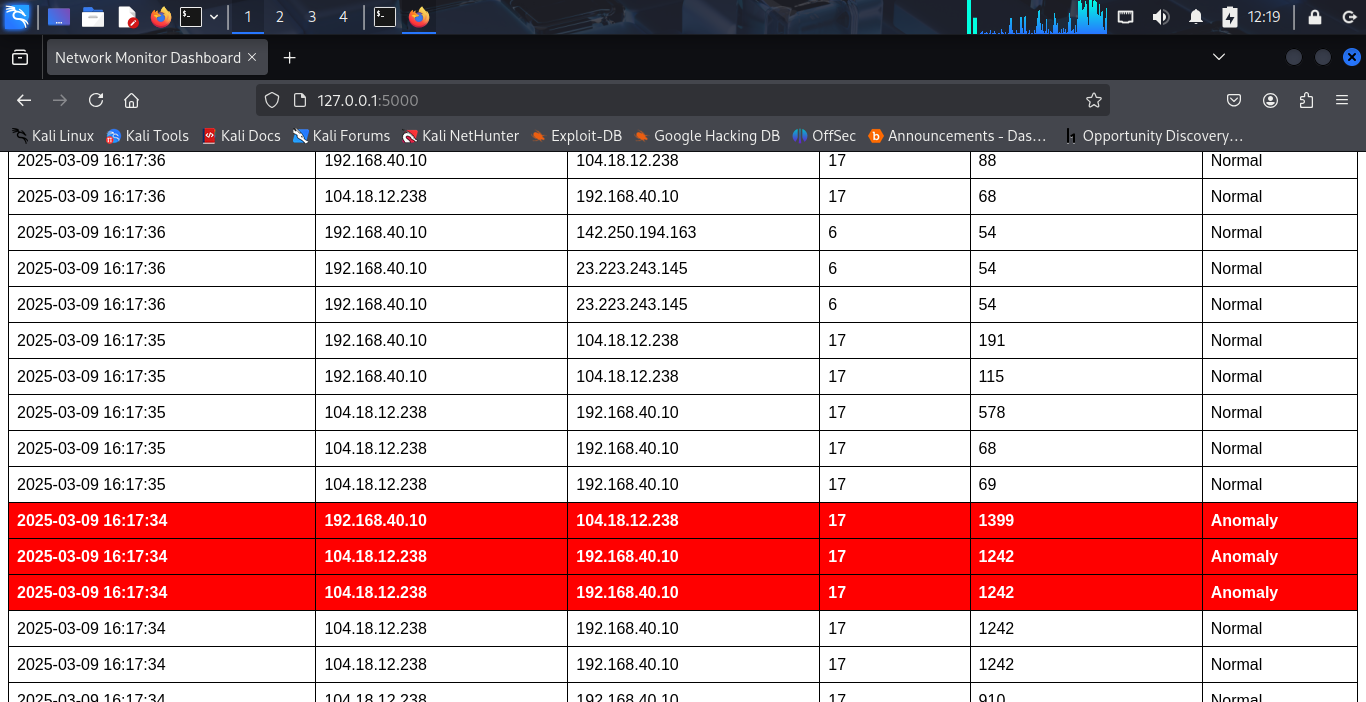 1 2 3 4 12:19
Network Monitor Dashboard
127.0.0.1:5000
Kali Linux Kali Tools Kali Docs Kali Forums Kali NetHunter Exploit-DB Google Hacking DB OffSec Announcements - Das… Opportunity Discovery…
2025-03-09 16:17:36 192.168.40.10 104.18.12.238 17 88 Normal
2025-03-09 16:17:36 104.18.12.238 192.168.40.10 17 68 Normal
2025-03-09 16:17:36 192.168.40.10 142.250.194.163 6 54 Normal
2025-03-09 16:17:36 192.168.40.10 23.223.243.145 6 54 Normal
2025-03-09 16:17:36 192.168.40.10 23.223.243.145 6 54 Normal
2025-03-09 16:17:35 192.168.40.10 104.18.12.238 17 191 Normal
2025-03-09 16:17:35 192.168.40.10 104.18.12.238 17 115 Normal
2025-03-09 16:17:35 104.18.12.238 192.168.40.10 17 578 Normal
2025-03-09 16:17:35 104.18.12.238 192.168.40.10 17 68 Normal
2025-03-09 16:17:35 104.18.12.238 192.168.40.10 17 69 Normal
2025-03-09 16:17:34 192.168.40.10 104.18.12.238 17 1399 Anomaly
2025-03-09 16:17:34 104.18.12.238 192.168.40.10 17 1242 Anomaly
2025-03-09 16:17:34 104.18.12.238 192.168.40.10 17 1242 Anomaly
2025-03-09 16:17:34 104.18.12.238 192.168.40.10 17 1242 Normal
2025-03-09 16:17:34 104.18.12.238 192.168.40.10 17 1242 Normal
2025-03-09 16:17:34 104.18.12.238 192.168.40.10 17 910 Normal